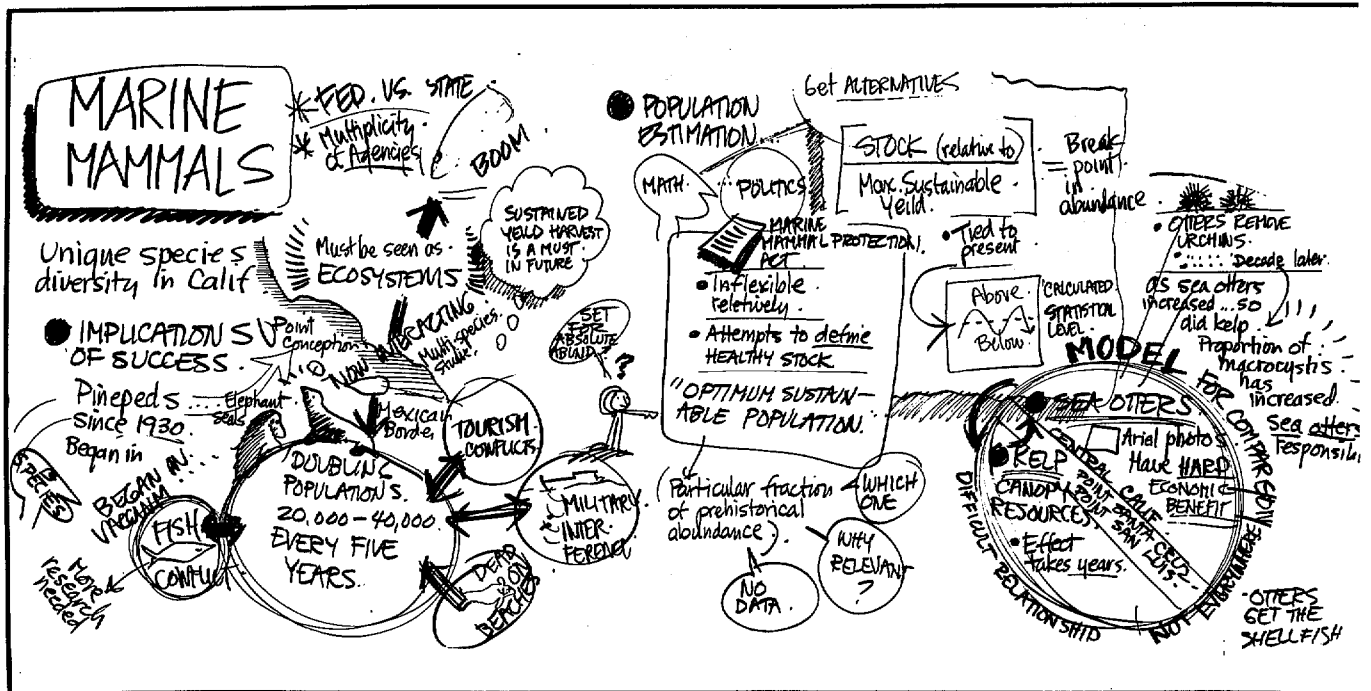 MARINE
MAMMALS
* FED. VS. STATE
* Multiplicity
of Agencies
BOOM
Unique species
diversity in Calif
Must be seen as
ECOSYSTEMS
SUSTAINED
YEILD HARVEST
IS A MUST
IN FUTURE
INTERACTING
Multi-species
IMPLICATIONS
OF SUCCESS
Point
Conception
NOW
Mexican
Border
Elephant
Seals
Pinepeds
since 1930
Began in
SPECIES
BEGAN IN
FISH
CONFLICT
More
research
needed
DOUBLING
POPULATIONS.
20,000-40,000
EVERY FIVE
YEARS.
TOURISM
CONFLICTS
MILITARY
INTER-
DEAD
ON
BEACHES
SET
FOR
ABSOLUTE
ABUND.
?
POPULATION
ESTIMATION
MATH
POLITICS
MARINE
MAMMAL PROTECTION
ACT
• Inflexible
reletively
• Attempts to define
HEALTHY STOCK
"OPTIMUM SUSTAIN-
ABLE POPULATION.
Particular fraction
of prehistorical
abundance
WHICH
ONE
WHY
RELEVANT
?
NO
DATA.
Get ALTERNATIVES
STOCK (relative to)
Max. Sustainable
Yeild.
= Break
point
in
abundance
• Tied to
present
Above.
Below.
CALCULATED
STATISTICAL
LEVEL.
• OTTERS REMOVE
URCHINS.
Decade later
as sea otters
increased...so
did kelp
Proportion of
macrocystis
has
increased.
Sea otters
responsibl
MODEL
FOR COMPARISON
NOT EVERYWHERE
DIFFICULT
RELATIONSHIP
SEA OTTERS
Arial photos
Have HARD
ECONOMIC
BENEFIT
CENTRAL CALIF.
POINT SANTA CRUZ
POINT SAN LUIS.
KELP
CANOPY
RESOURCES.
• Effect
takes years.
-OTTERS
GET THE
SHELLFISH